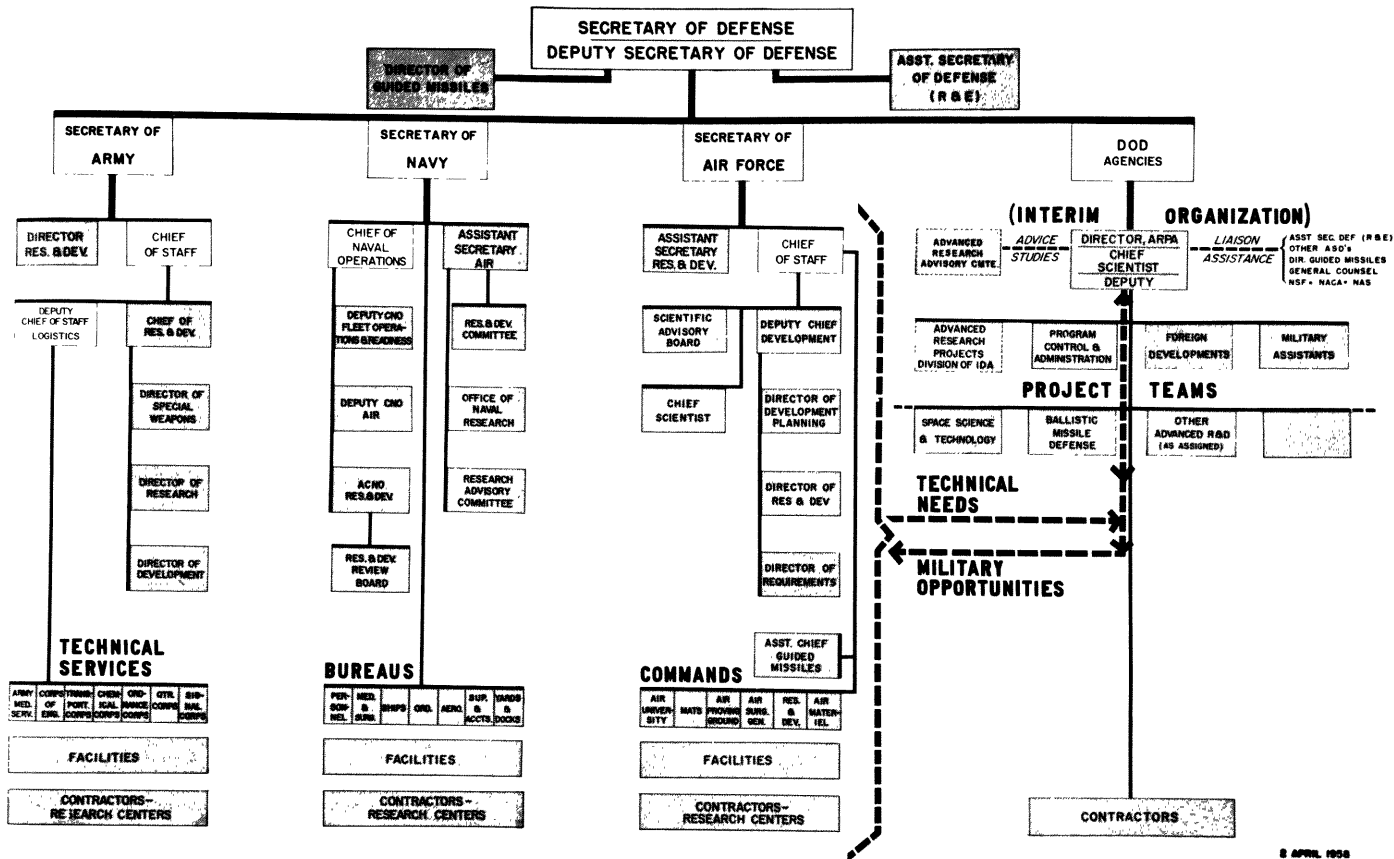 SECRETARY OF DEFENSE
DEPUTY SECRETARY OF DEFENSE
DIRECTOR OF
GUIDED MISSILES
ASST. SECRETARY
OF DEFENSE
(R & E)
SECRETARY OF
ARMY
SECRETARY OF
NAVY
SECRETARY OF
AIR FORCE
DOD
AGENCIES
DIRECTOR
RES. & DEV.
CHIEF
OF STAFF
DEPUTY
CHIEF OF STAFF
LOGISTICS
CHIEF OF
RES. & DEV.
DIRECTOR OF
SPECIAL
WEAPONS
DIRECTOR OF
RESEARCH
DIRECTOR OF
DEVELOPMENT
TECHNICAL
SERVICES
ARMY
MED.
SERV.
CORPS
OF
ENG.
TRANS-
PORT.
CORPS
CHEM-
ICAL
CORPS
ORD-
NANCE
CORPS
QTR.
CORPS
SIG-
NAL
CORPS
FACILITIES
CONTRACTORS-
RESEARCH CENTERS
CHIEF OF
NAVAL
OPERATIONS
ASSISTANT
SECRETARY
AIR
DEPUTY CNO
FLEET OPERA-
TIONS & READINESS
RES. & DEV.
COMMITTEE
DEPUTY CNO
AIR
OFFICE OF
NAVAL
RESEARCH
ACNO
RES. & DEV.
RESEARCH
ADVISORY
COMMITTEE
RES. & DEV.
REVIEW
BOARD
BUREAUS
PER-
SON-
NEL
MED.
&
SURG.
SHIPS
ORD.
AERO.
SUP.
&
ACCTS.
YARDS
&
DOCKS
FACILITIES
CONTRACTORS-
RESEARCH CENTERS
ASSISTANT
SECRETARY
RES. & DEV.
CHIEF
OF STAFF
SCIENTIFIC
ADVISORY
BOARD
DEPUTY CHIEF
DEVELOPMENT
CHIEF
SCIENTIST
DIRECTOR OF
DEVELOPMENT
PLANNING
DIRECTOR OF
RES & DEV
DIRECTOR OF
REQUIREMENTS
ASST. CHIEF
GUIDED
MISSILES
COMMANDS
AIR
UNIVER-
SITY
MATS
AIR
PROVING
GROUND
AIR
SURG.
GEN.
RES.
&
DEV.
AIR
MATER-
IEL
FACILITIES
CONTRACTORS-
RESEARCH CENTERS
(INTERIM ORGANIZATION)
ADVANCED
RESEARCH
ADVISORY CMTE.
ADVICE
STUDIES
DIRECTOR, ARPA
CHIEF
SCIENTIST
DEPUTY
LIAISON
ASSISTANCE
ASST SEC. DEF (R & E)
OTHER ASD's
DIR. GUIDED MISSILES
GENERAL COUNSEL
NSF • NACA • NAS
ADVANCED
RESEARCH
PROJECTS
DIVISION OF IDA
PROGRAM
CONTROL &
ADMINISTRATION
FOREIGN
DEVELOPMENTS
MILITARY
ASSISTANTS
PROJECT TEAMS
SPACE SCIENCE
& TECHNOLOGY
BALLISTIC
MISSILE
DEFENSE
OTHER
ADVANCED R&D
(AS ASSIGNED)
TECHNICAL
NEEDS
MILITARY
OPPORTUNITIES
CONTRACTORS
2 APRIL 1958